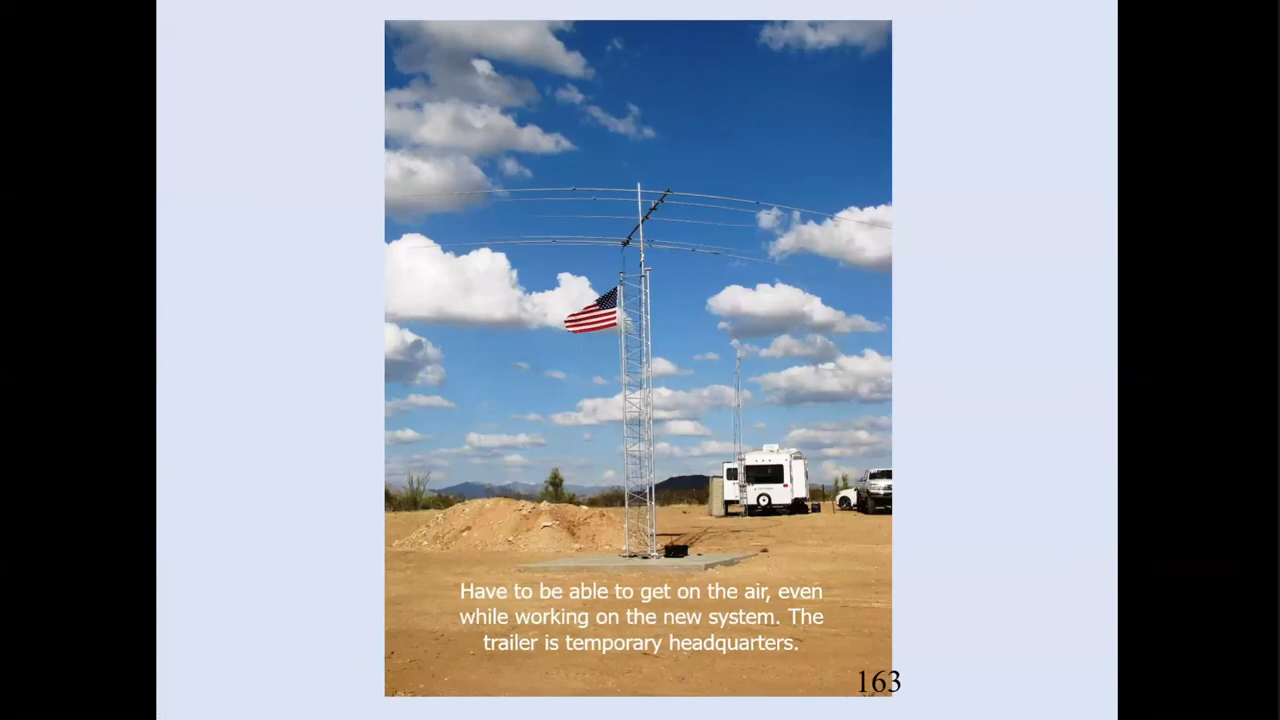 Have to be able to get on the air, even
while working on the new system. The
trailer is temporary headquarters.
163